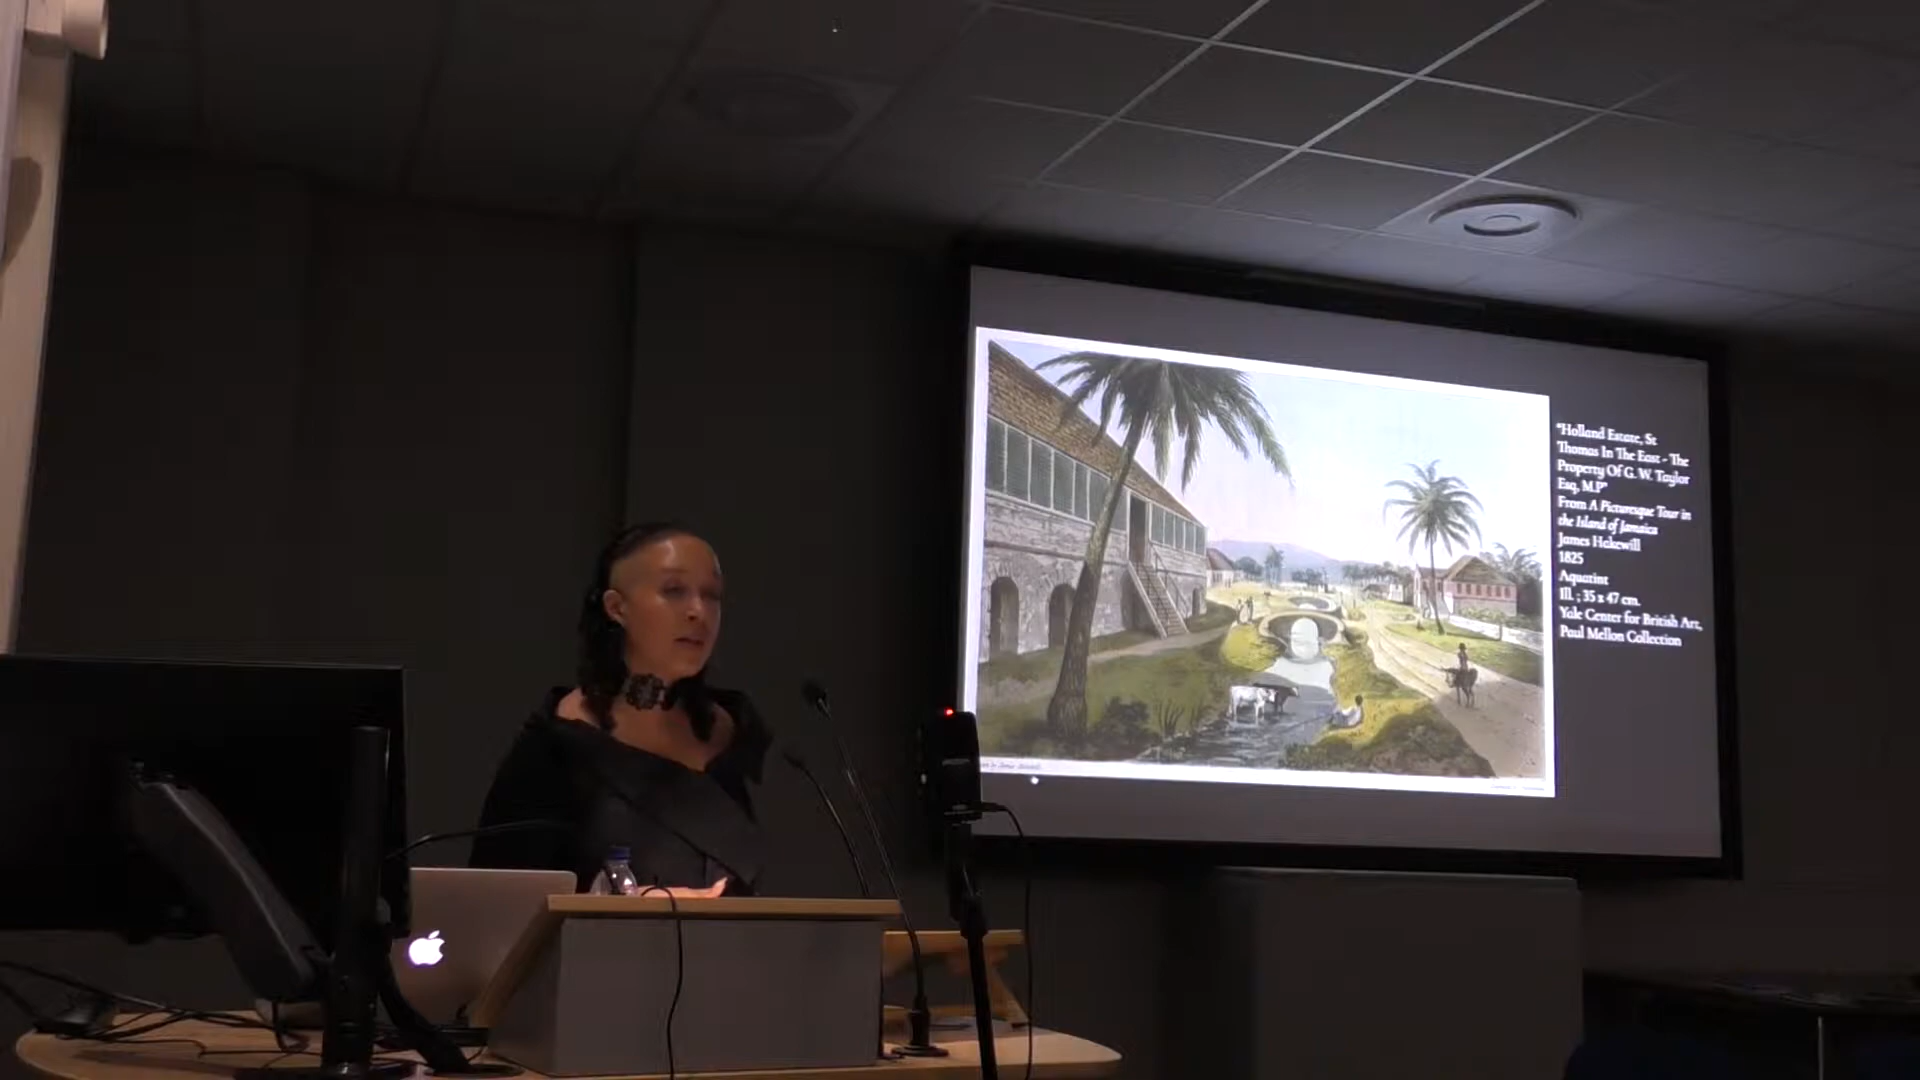 "Holland Estate, St
Thomas In The East - The
Property Of G. W. Taylor
Esq, M.P"
From A Picturesque Tour in
the Island of Jamaica
James Hakewill
1825
Aquatint
Ill. ; 35 x 47 cm.
Yale Center for British Art,
Paul Mellon Collection